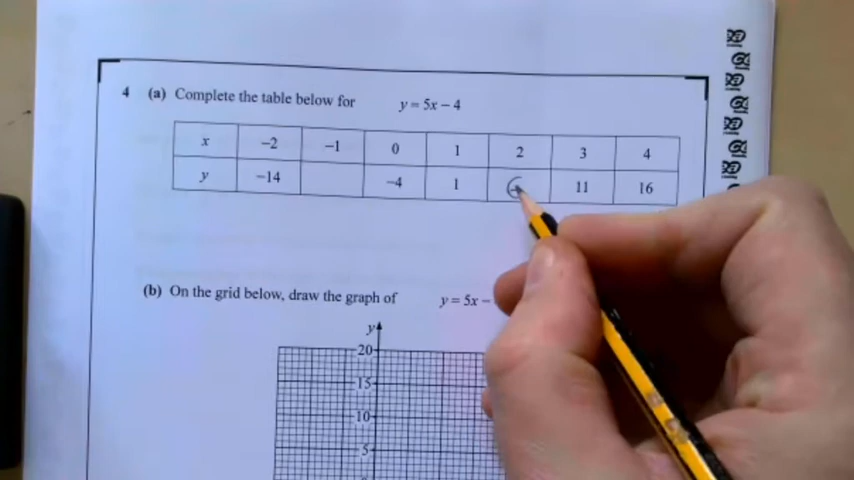 4 (a) Complete the table below for y = 5x – 4
x –2 –1 0 1 2 3 4
y –14 –4 1 6 11 16
(b) On the grid below, draw the graph of y = 5x –
y
20
15
10
5